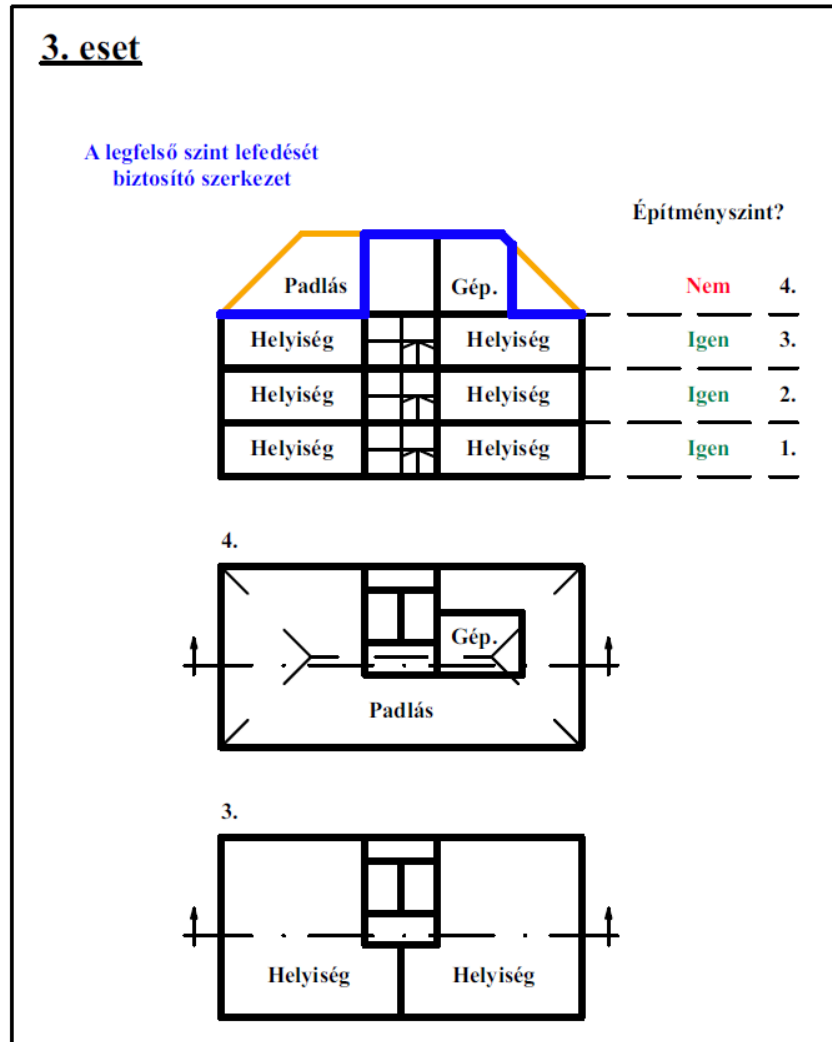 3. eset
A legfelső szint lefedését
biztosító szerkezet
Építményszint?
Padlás Gép. Nem 4.
Helyiség Helyiség Igen 3.
Helyiség Helyiség Igen 2.
Helyiség Helyiség Igen 1.
4.
Gép.
Padlás
3.
Helyiség Helyiség